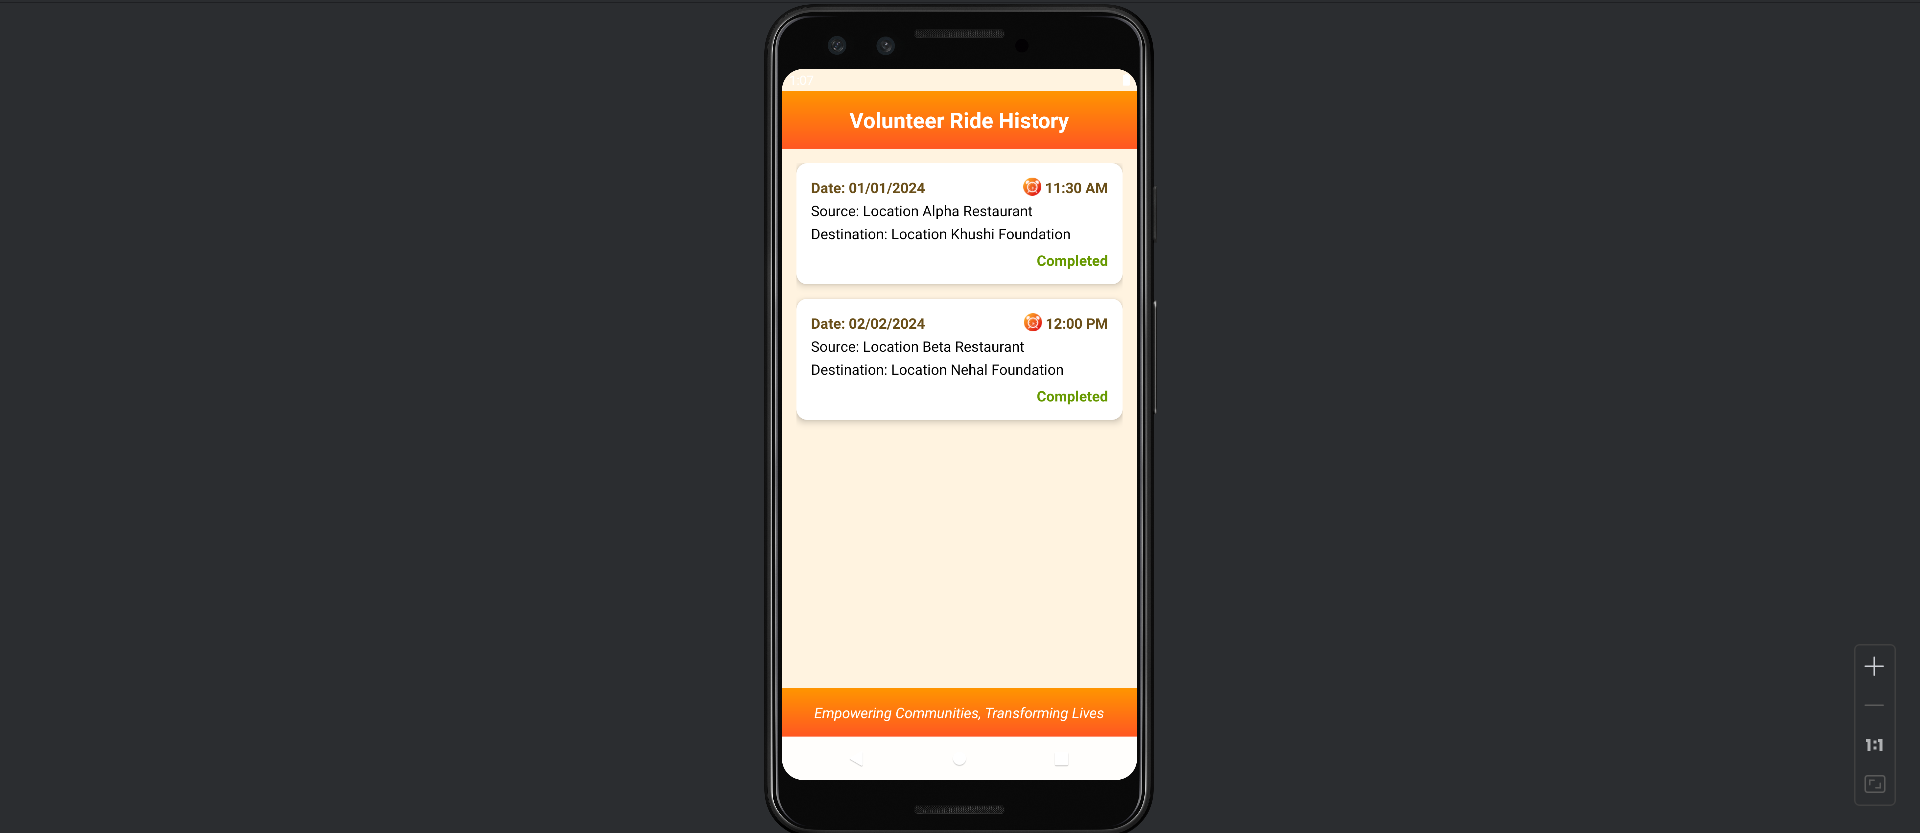 Volunteer Ride History
Date: 01/01/2024 11:30 AM
Source: Location Alpha Restaurant
Destination: Location Khushi Foundation
Completed
Date: 02/02/2024 12:00 PM
Source: Location Beta Restaurant
Destination: Location Nehal Foundation
Completed
Empowering Communities, Transforming Lives
1:1